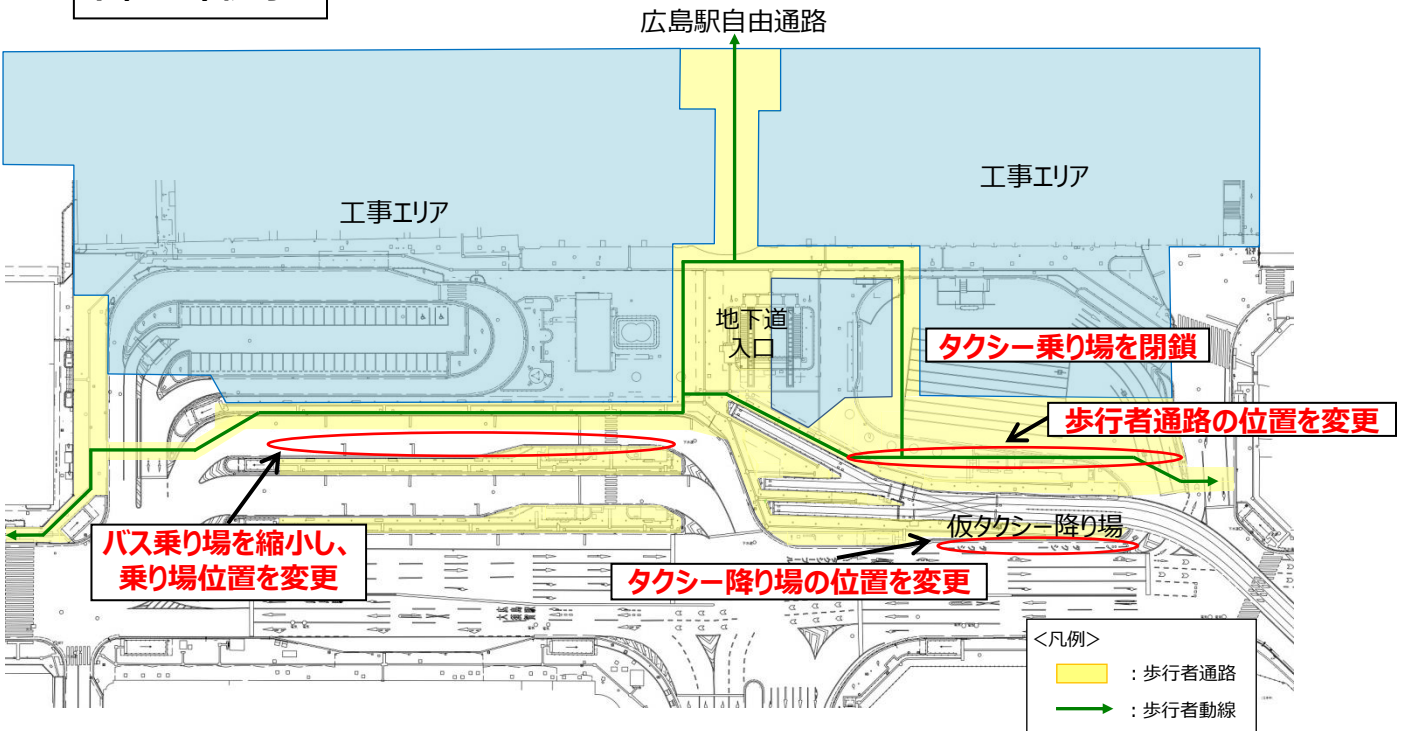 広島駅自由通路
工事エリア
工事エリア
地下道
入口
タクシー乗り場を閉鎖
歩行者通路の位置を変更
バス乗り場を縮小し、
乗り場位置を変更
仮タクシー降り場
タクシー降り場の位置を変更
<凡例>
：歩行者通路
：歩行者動線